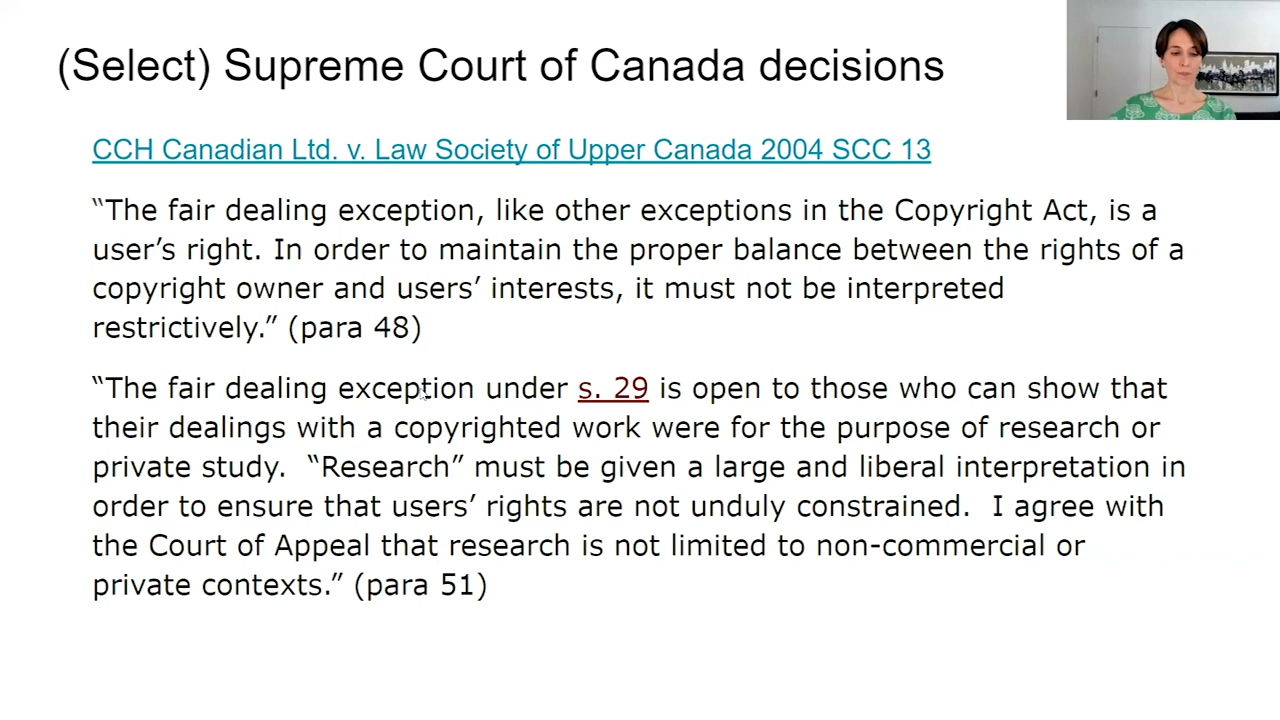 (Select) Supreme Court of Canada decisions
CCH Canadian Ltd. v. Law Society of Upper Canada 2004 SCC 13
“The fair dealing exception, like other exceptions in the Copyright Act, is a
user’s right. In order to maintain the proper balance between the rights of a
copyright owner and users’ interests, it must not be interpreted
restrictively.” (para 48)
“The fair dealing exception under s. 29 is open to those who can show that
their dealings with a copyrighted work were for the purpose of research or
private study.  “Research” must be given a large and liberal interpretation in
order to ensure that users’ rights are not unduly constrained.  I agree with
the Court of Appeal that research is not limited to non-commercial or
private contexts.” (para 51)